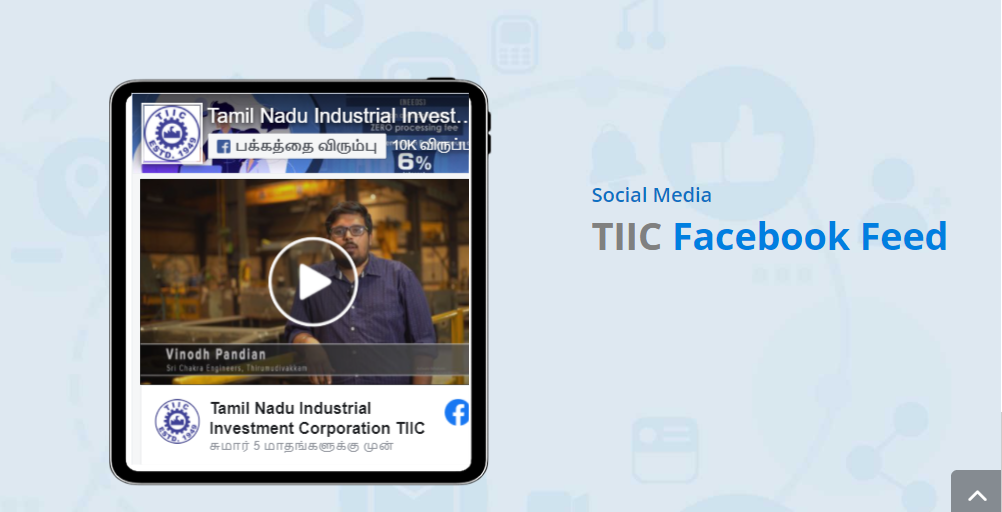 (NEEDS)
Tamil Nadu Industrial Invest...
ZERO processing fee
பக்கத்தை விரும்பு
10K விருப்ப
6%
TIIC
ESTD. 1949
Vinodh Pandian
Sri Chakra Engineers, Thirumudivakkam
TIIC
ESTD. 1949
Tamil Nadu Industrial
Investment Corporation TIIC
சுமார் 5 மாதங்களுக்கு முன்
Social Media
TIIC Facebook Feed